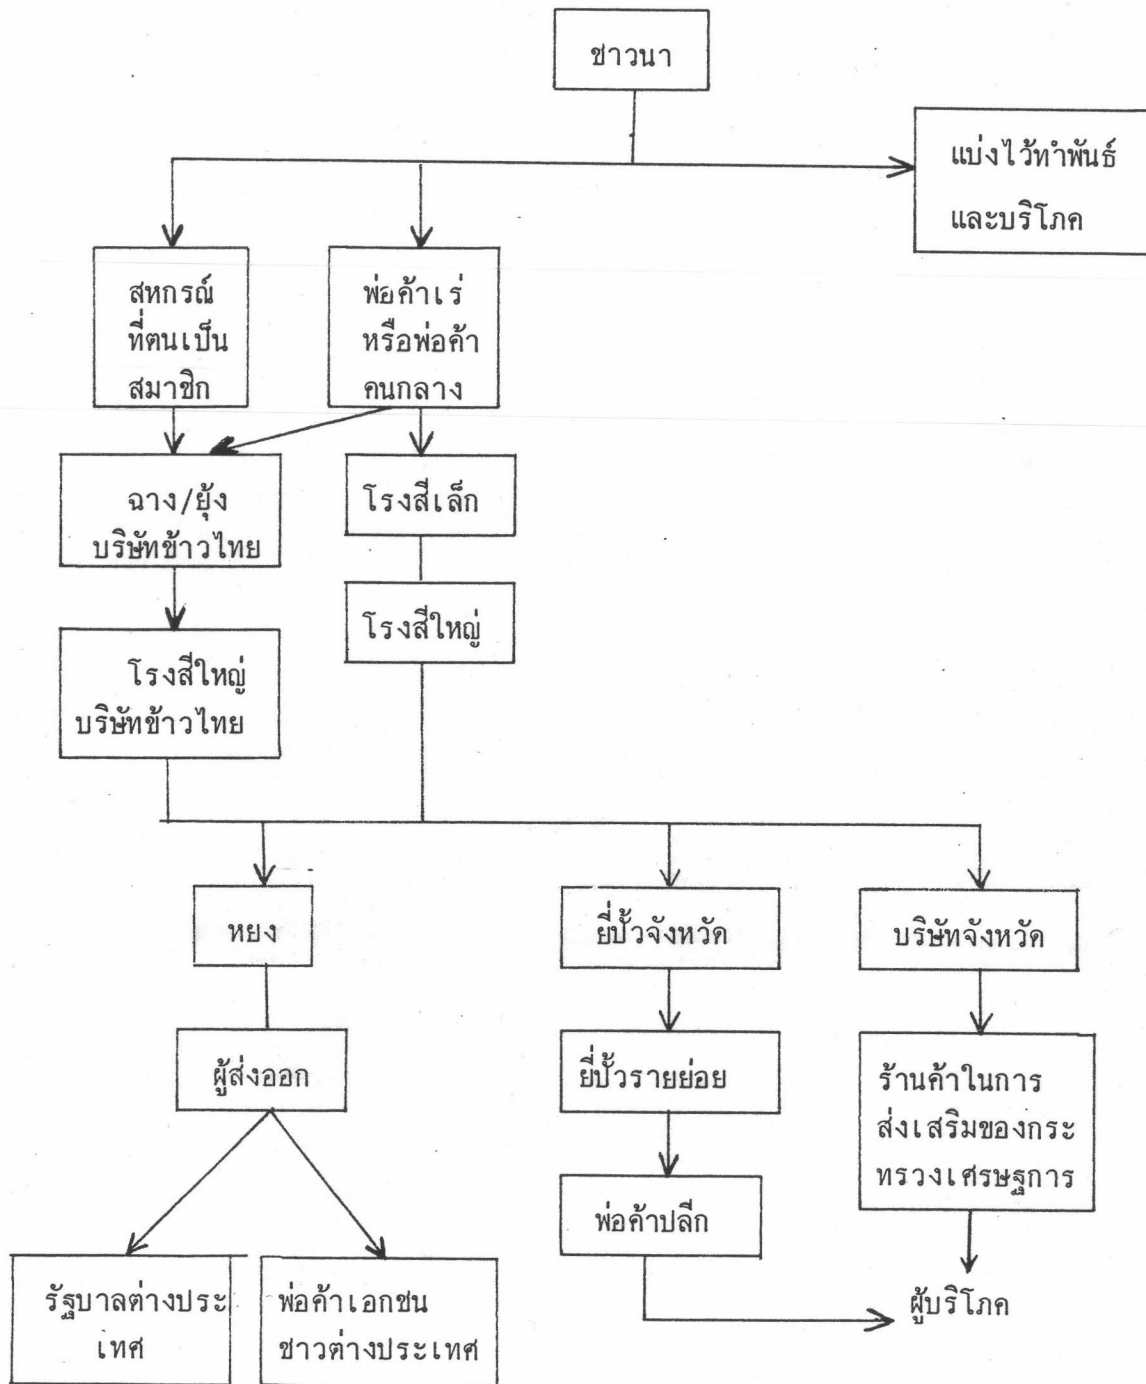 ชาวนา
แบ่งไว้ทำพันธ์
และบริโภค
สหกรณ์
ที่ตนเป็น
สมาชิก
พ่อค้าเร่
หรือพ่อค้า
คนกลาง
ฉาง/ยุ้ง
บริษัทข้าวไทย
โรงสีเล็ก
โรงสีใหญ่
โรงสีใหญ่
บริษัทข้าวไทย
หยง
ยี่ปั้วจังหวัด
บริษัทจังหวัด
ผู้ส่งออก
ยี่ปั้วรายย่อย
ร้านค้าในการ
ส่งเสริมของกระ
ทรวงเศรษฐการ
พ่อค้าปลีก
รัฐบาลต่างประ
เทศ
พ่อค้าเอกชน
ชาวต่างประเทศ
ผู้บริโภค